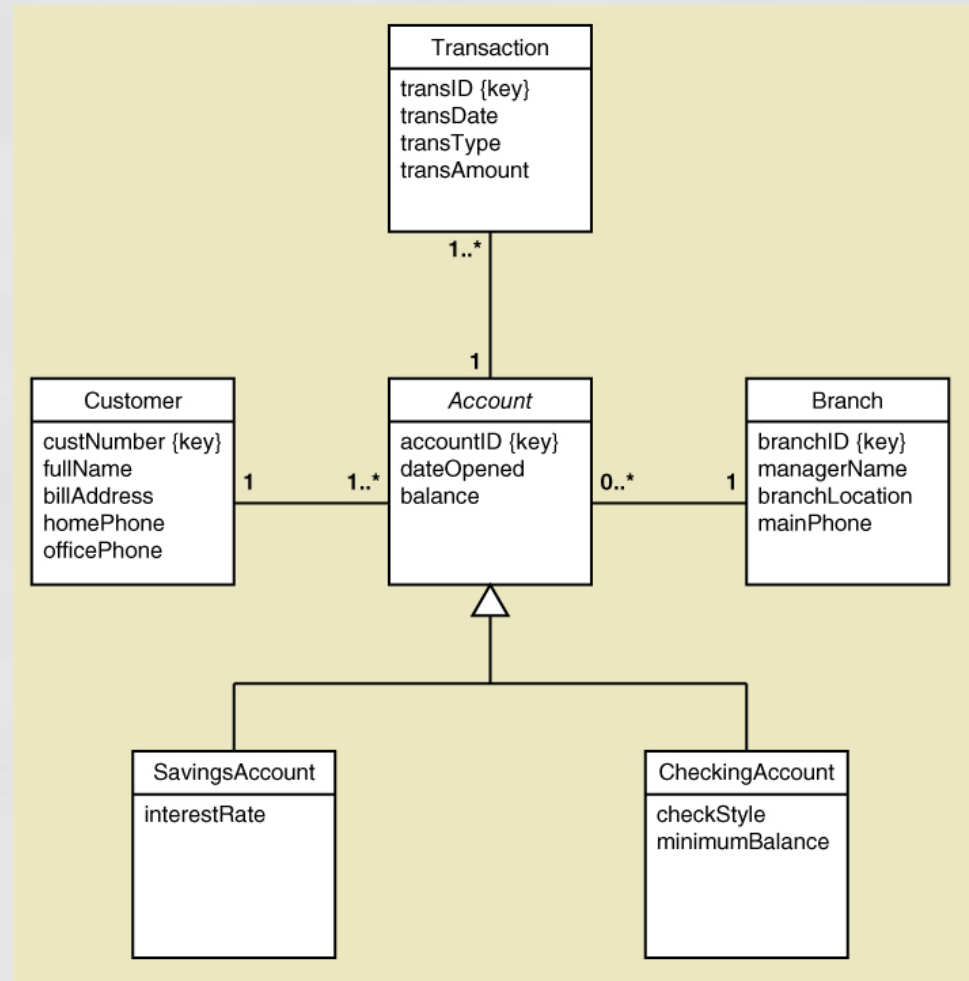 Transaction
transID {key}
transDate
transType
transAmount
1..*
1
Customer
custNumber {key}
fullName
billAddress
homePhone
officePhone
1
1..*
Account
accountID {key}
dateOpened
balance
0..*
1
Branch
branchID {key}
managerName
branchLocation
mainPhone
SavingsAccount
interestRate
CheckingAccount
checkStyle
minimumBalance